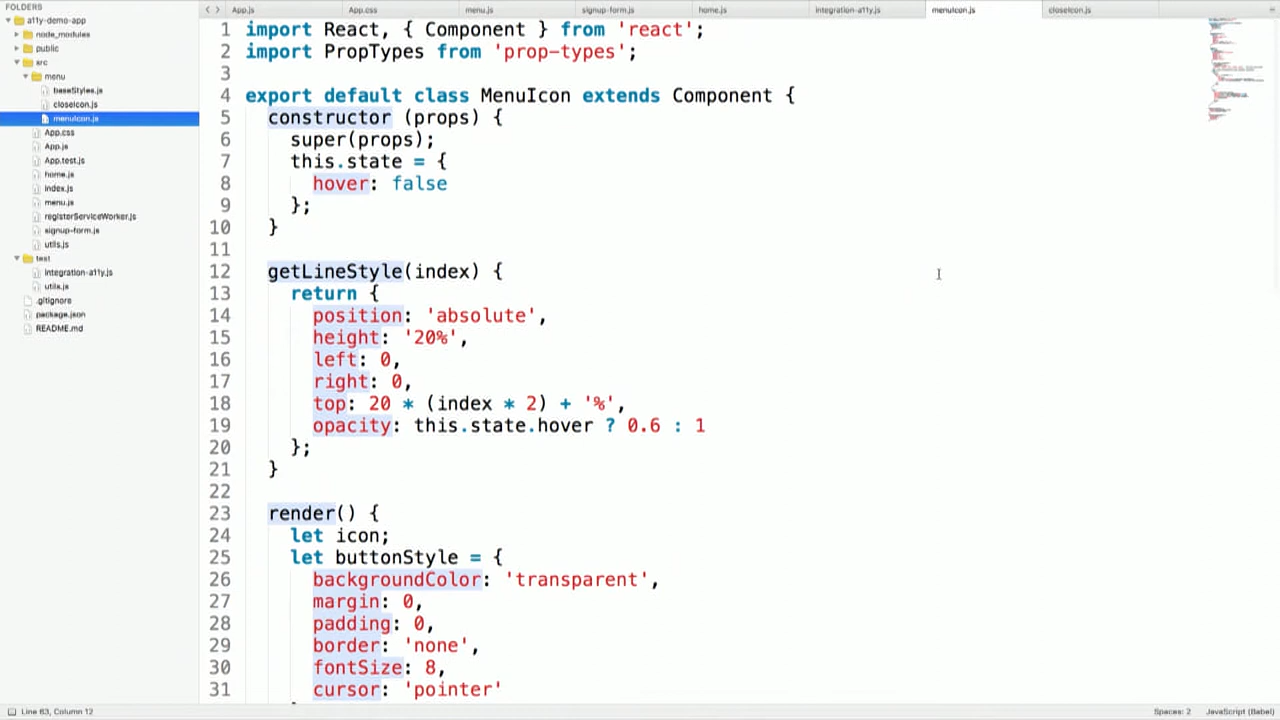 FOLDERS
a11y-demo-app
node_modules
public
src
menu
baseStyles.js
closeIcon.js
menuIcon.js
App.css
App.js
App.test.js
home.js
index.js
menu.js
registerServiceWorker.js
signup-form.js
utils.js
test
integration-a11y.js
utils.js
.gitignore
package.json
README.md
App.js App.css menu.js signup-form.js home.js integration-a11y.js menuIcon.js closeIcon.js
1 import React, { Component } from 'react';
2 import PropTypes from 'prop-types';
3
4 export default class MenuIcon extends Component {
5 constructor (props) {
6 super(props);
7 this.state = {
8 hover: false
9 };
10 }
11
12 getLineStyle(index) {
13 return {
14 position: 'absolute',
15 height: '20%',
16 left: 0,
17 right: 0,
18 top: 20 * (index * 2) + '%',
19 opacity: this.state.hover ? 0.6 : 1
20 };
21 }
22
23 render() {
24 let icon;
25 let buttonStyle = {
26 backgroundColor: 'transparent',
27 margin: 0,
28 padding: 0,
29 border: 'none',
30 fontSize: 8,
31 cursor: 'pointer'
Line 63, Column 12 Spaces: 2 JavaScript (Babel)